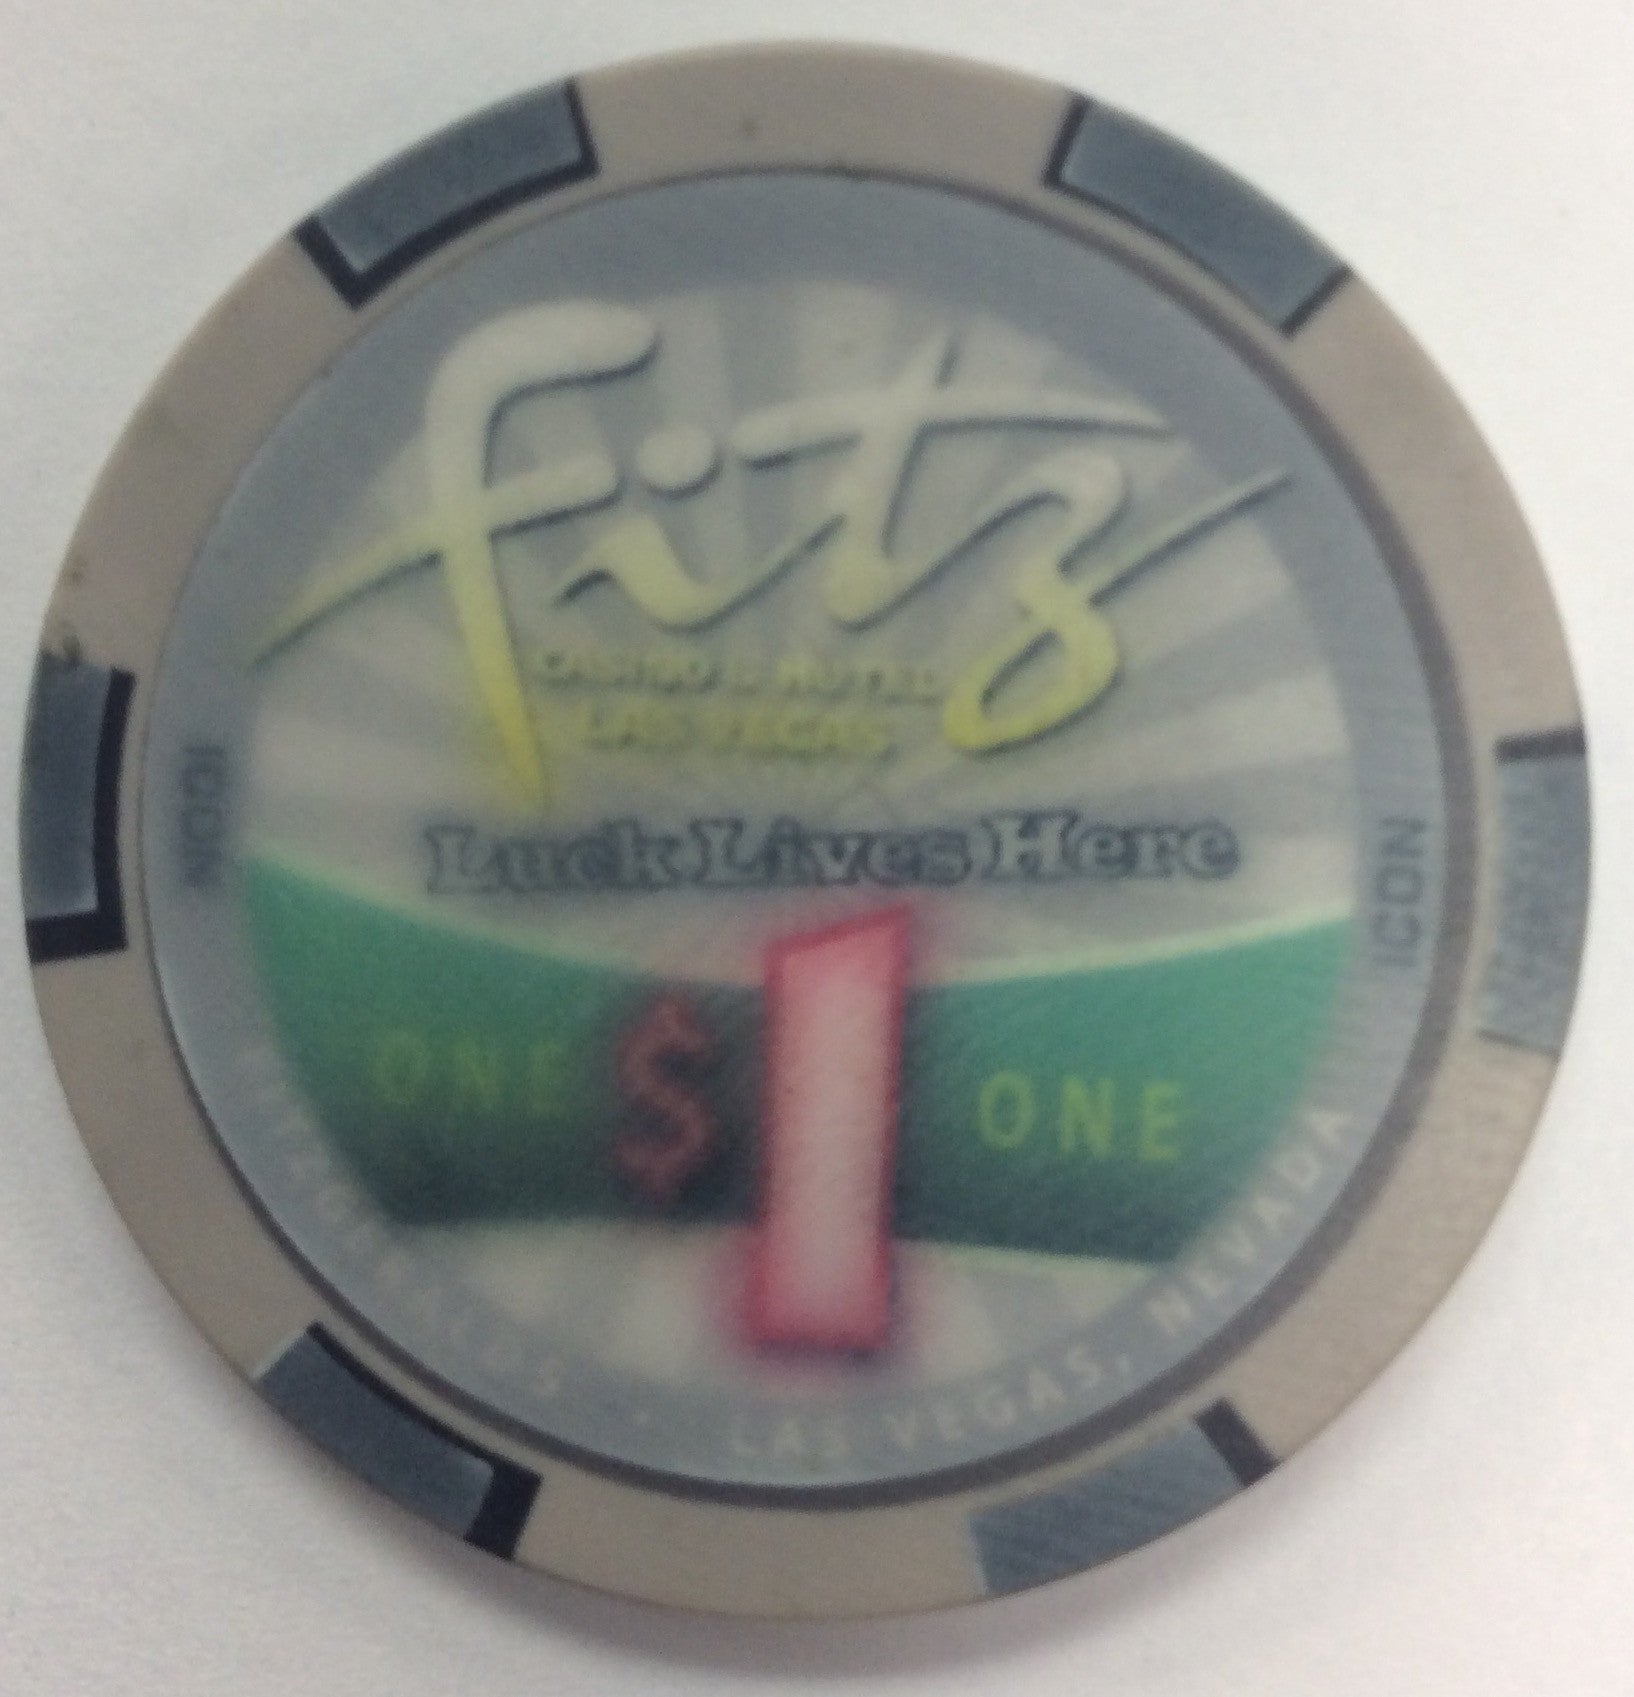 fitz
CASINO & HOTEL
LAS VEGAS
Luck Lives Here
ICON
ICON
ONE $1 ONE
LAS VEGAS, NEVADA